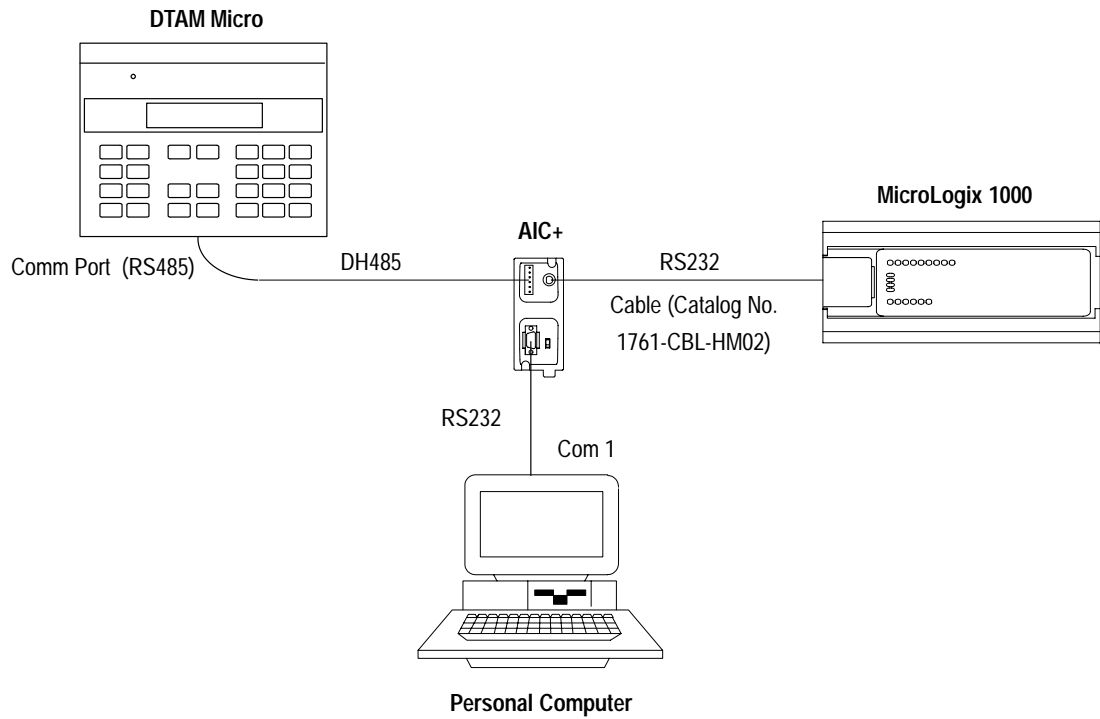 DTAM Micro
MicroLogix 1000
AIC+
Comm Port (RS485)
DH485
RS232
Cable (Catalog No.
1761-CBL-HM02)
RS232
Com 1
Personal Computer